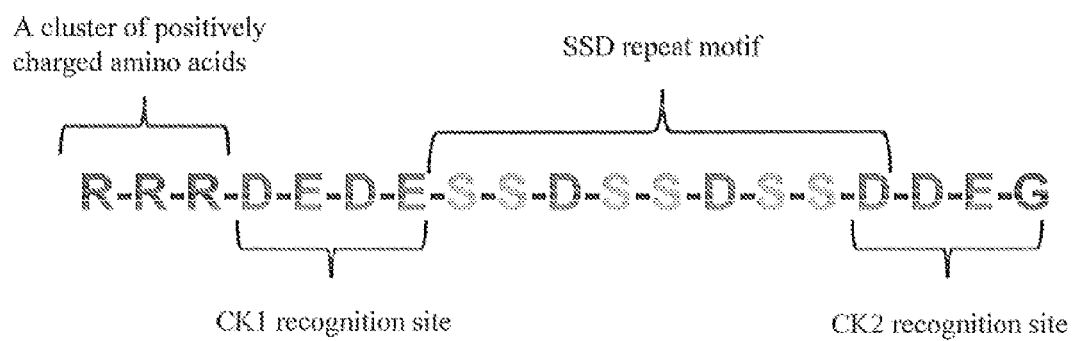 A cluster of positively
charged amino acids
SSD repeat motif
R-R-R-D-E-D-E-S-S-D-S-S-D-S-S-D-D-E-G
CK1 recognition site
CK2 recognition site